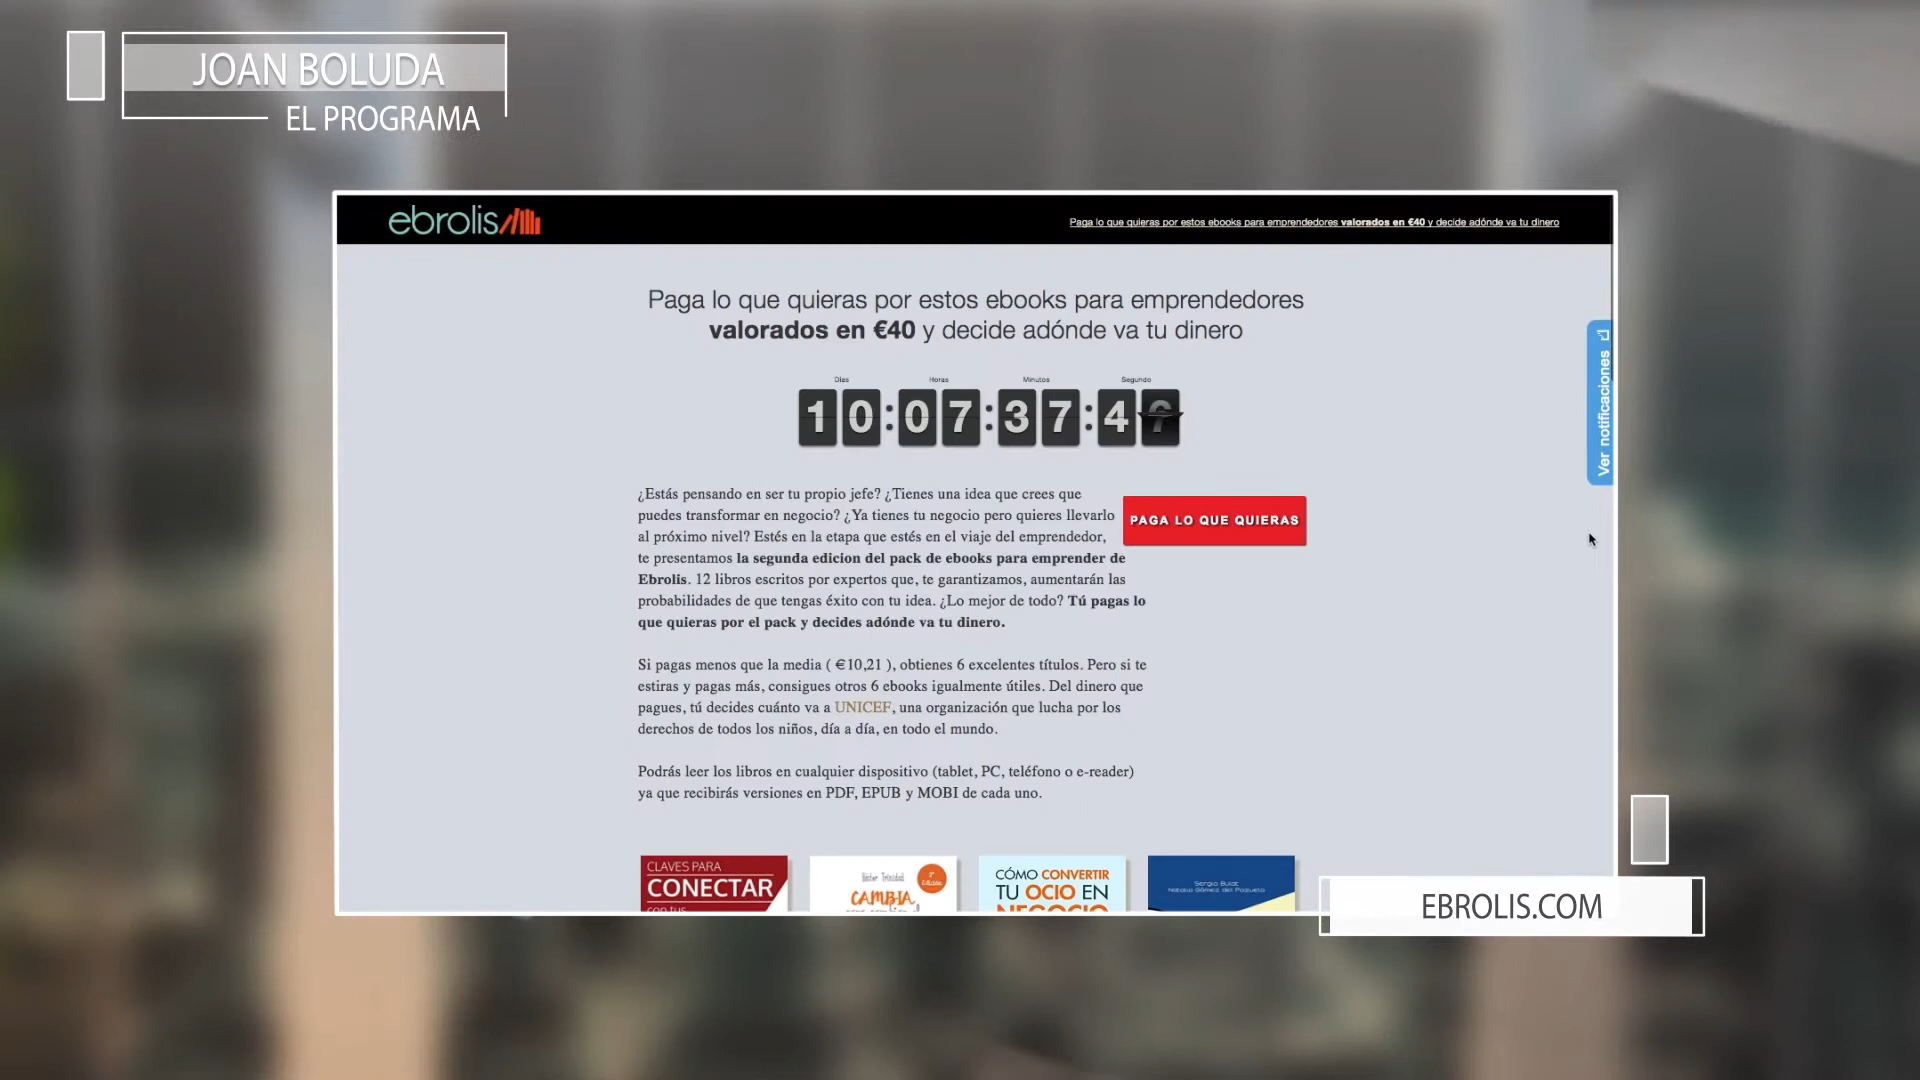 JOAN BOLUDA
EL PROGRAMA
ebrolis
Paga lo que quieras por estos ebooks para emprendedores valorados en €40 y decide adónde va tu dinero
Paga lo que quieras por estos ebooks para emprendedores
valorados en €40 y decide adónde va tu dinero
Días Horas Minutos Segundo
10:07:37:4
Ver notificaciones
¿Estás pensando en ser tu propio jefe? ¿Tienes una idea que crees que
puedes transformar en negocio? ¿Ya tienes tu negocio pero quieres llevarlo
al próximo nivel? Estés en la etapa que estés en el viaje del emprendedor,
te presentamos la segunda edicion del pack de ebooks para emprender de
Ebrolis. 12 libros escritos por expertos que, te garantizamos, aumentarán las
probabilidades de que tengas éxito con tu idea. ¿Lo mejor de todo? Tú pagas lo
que quieras por el pack y decides adónde va tu dinero.
PAGA LO QUE QUIERAS
Si pagas menos que la media ( €10,21 ), obtienes 6 excelentes títulos. Pero si te
estiras y pagas más, consigues otros 6 ebooks igualmente útiles. Del dinero que
pagues, tú decides cuánto va a UNICEF, una organización que lucha por los
derechos de todos los niños, día a día, en todo el mundo.
Podrás leer los libros en cualquier dispositivo (tablet, PC, teléfono o e-reader)
ya que recibirás versiones en PDF, EPUB y MOBI de cada uno.
CLAVES PARA
CONECTAR
con tus
CAMBIA
CÓMO CONVERTIR
TU OCIO EN
NEGOCIO
Sergio Bulat
EBROLIS.COM